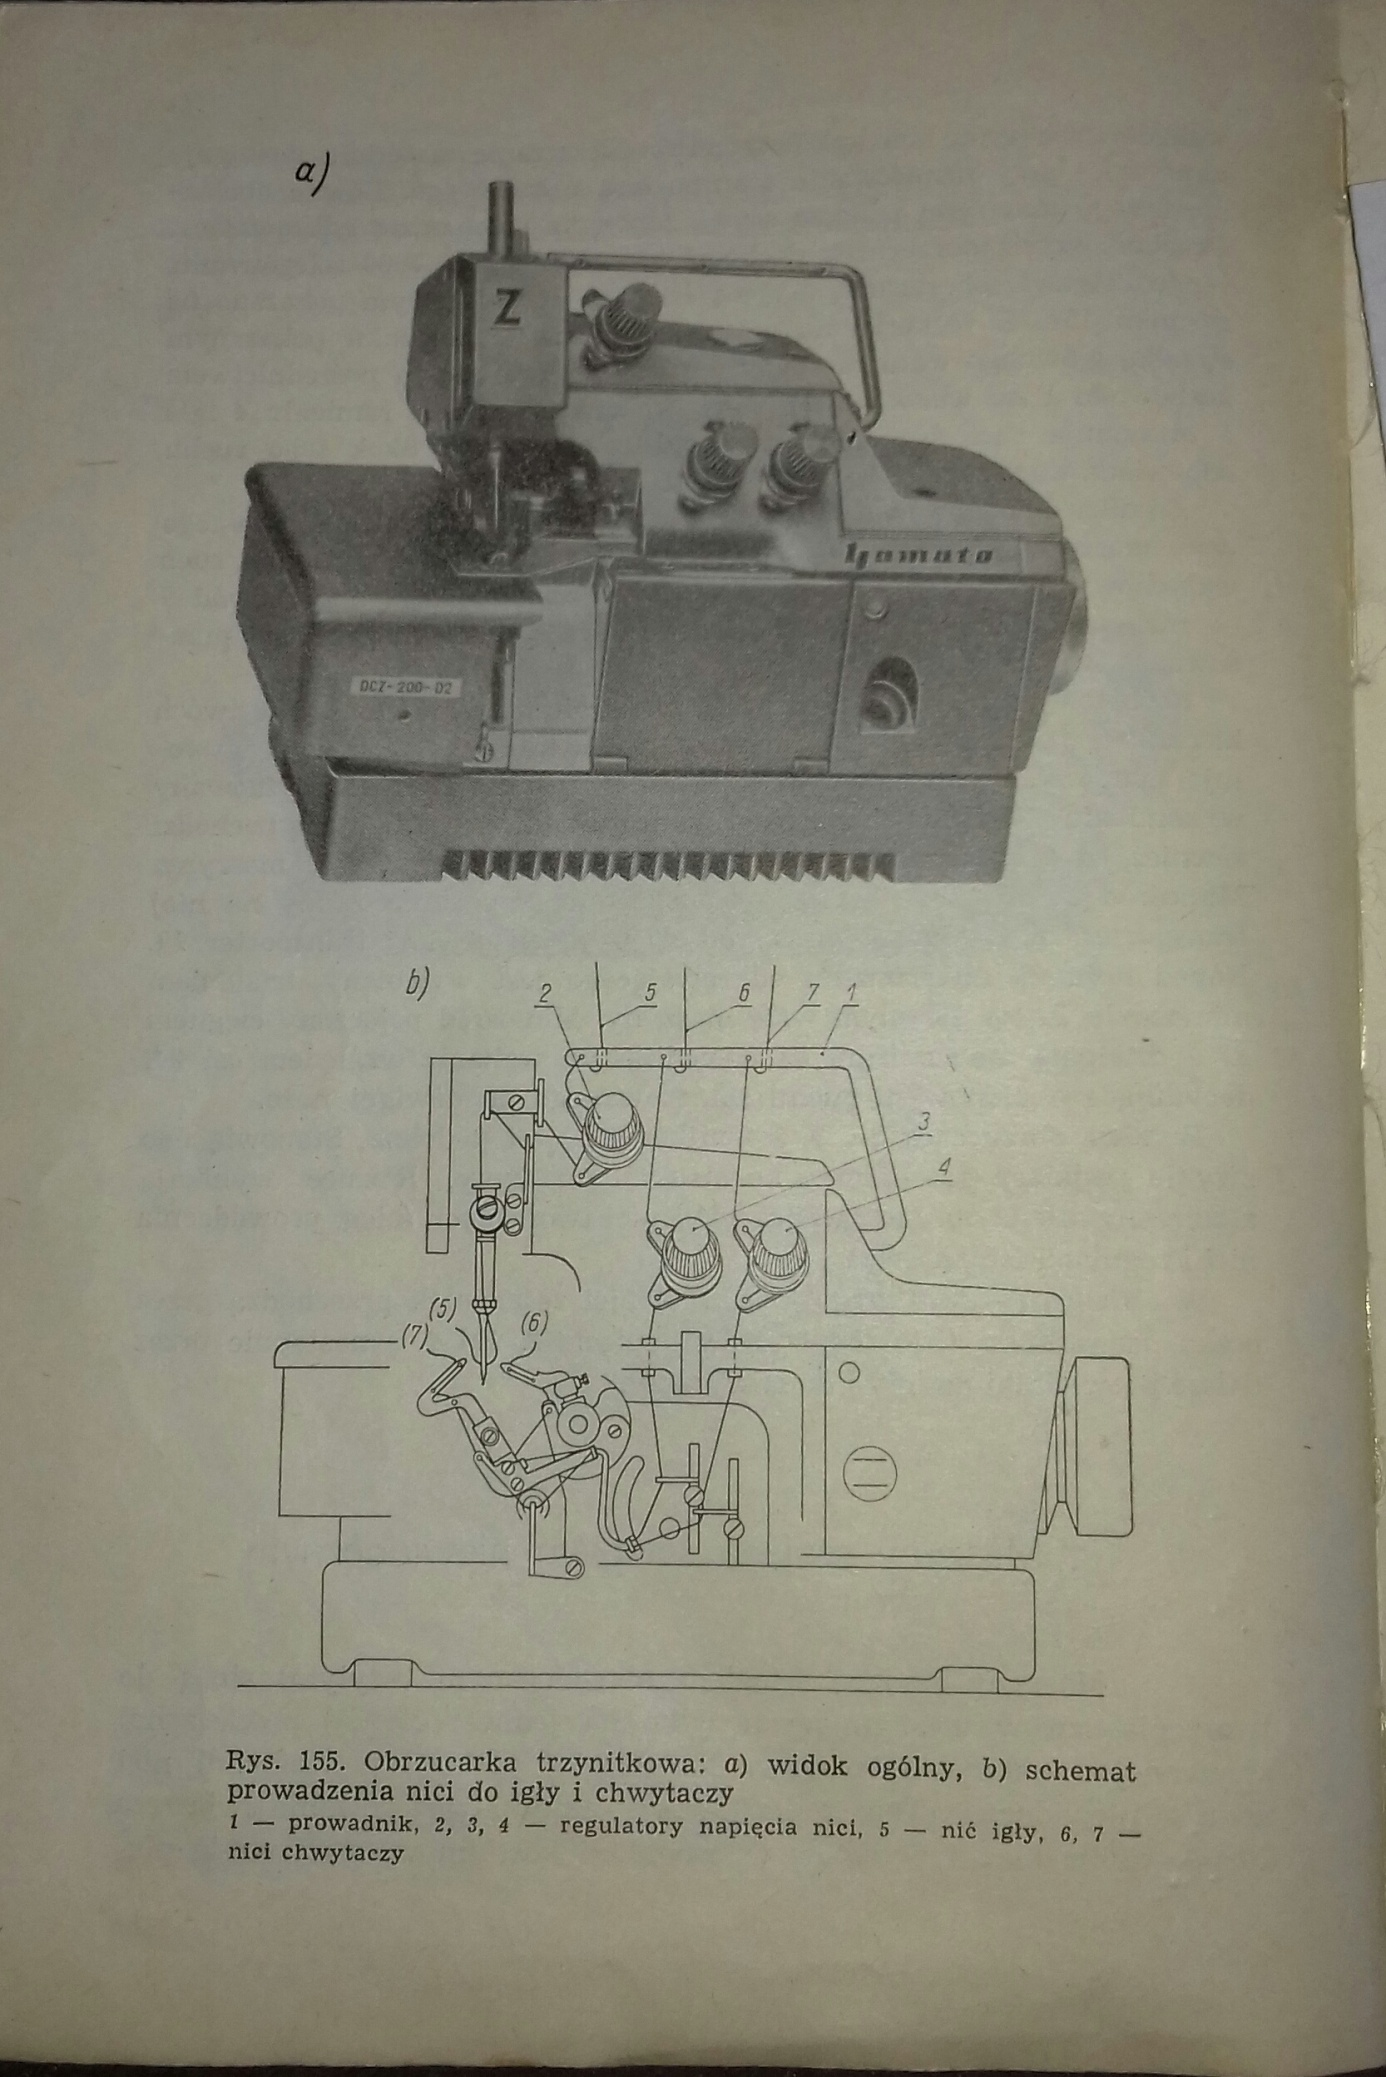 a)
Z
Yamato
DCZ-200-D2
b)
2
5
6
7
1
3
4
(5)
(6)
(7)
Rys. 155. Obrzucarka trzynitkowa: a) widok ogólny, b) schemat
prowadzenia nici do igły i chwytaczy
1 — prowadnik, 2, 3, 4 — regulatory napięcia nici, 5 — nić igły, 6, 7 —
nici chwytaczy